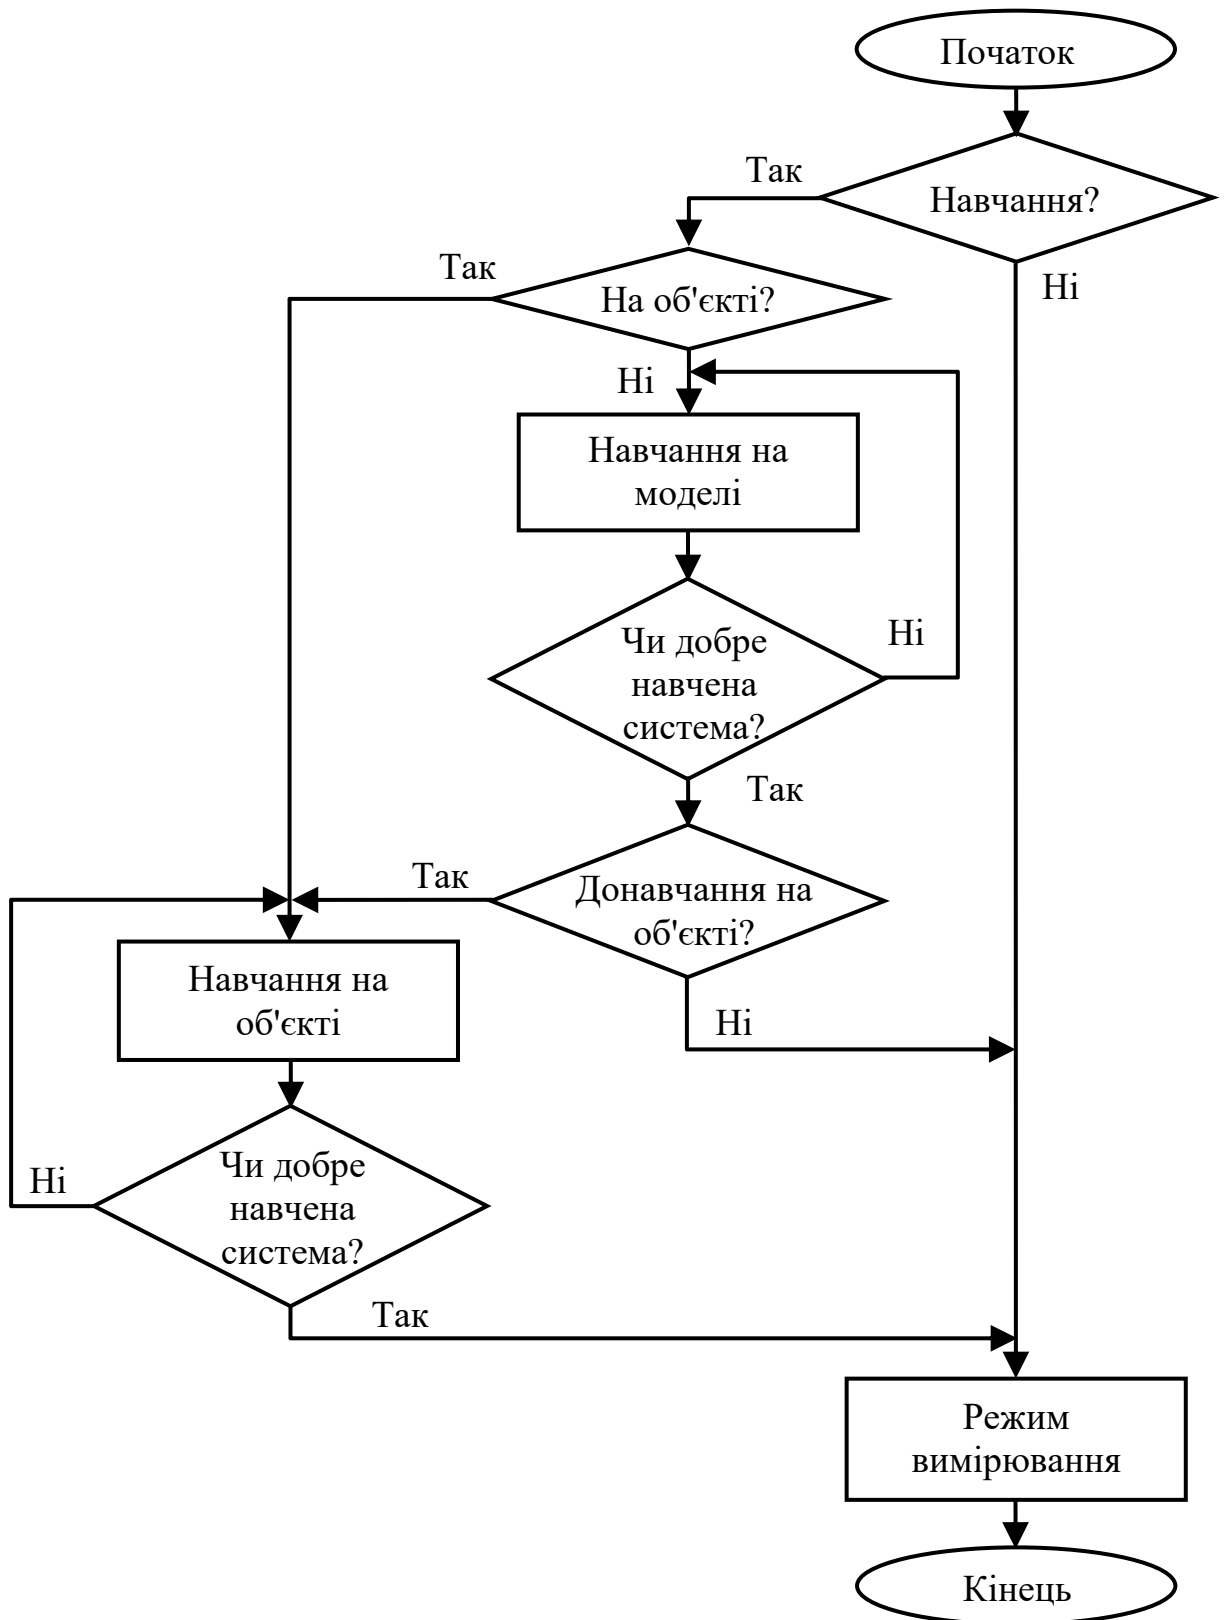 Початок
Так
Навчання?
Так
Ні
На об'єкті?
Ні
Навчання на
моделі
Чи добре
навчена
система?
Ні
Так
Так
Донавчання на
об'єкті?
Навчання на
об'єкті
Ні
Чи добре
навчена
система?
Ні
Так
Режим
вимірювання
Кінець